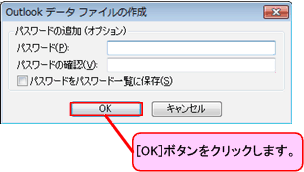 Outlook データ ファイルの作成
パスワードの追加 (オプション)
パスワード(P):
パスワードの確認(V):
パスワードをパスワード一覧に保存(S)
OK
キャンセル
[OK]ボタンをクリックします。